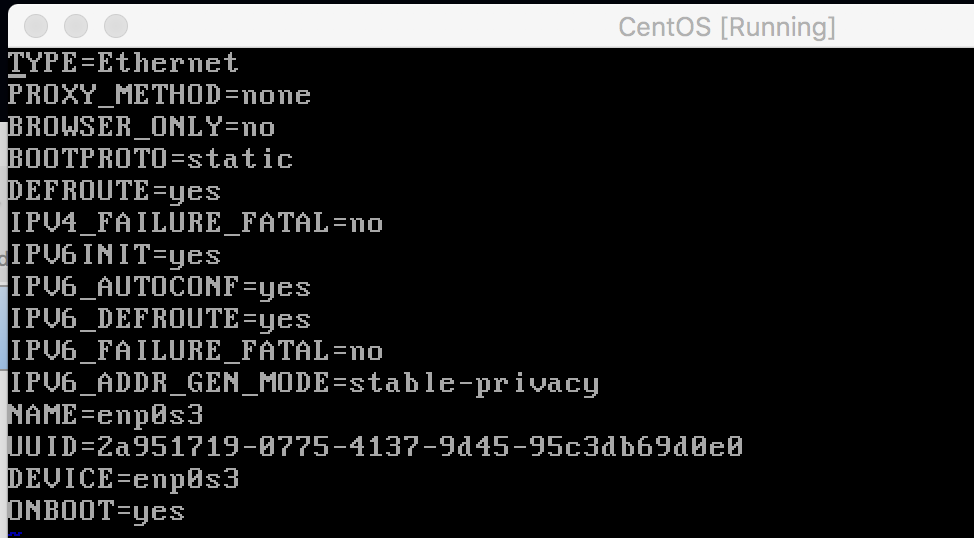 CentOS [Running]
TYPE=Ethernet
PROXY_METHOD=none
BROWSER_ONLY=no
BOOTPROTO=static
DEFROUTE=yes
IPV4_FAILURE_FATAL=no
IPV6INIT=yes
IPV6_AUTOCONF=yes
IPV6_DEFROUTE=yes
IPV6_FAILURE_FATAL=no
IPV6_ADDR_GEN_MODE=stable-privacy
NAME=enp0s3
UUID=2a951719-0775-4137-9d45-95c3db69d0e0
DEVICE=enp0s3
ONBOOT=yes
~